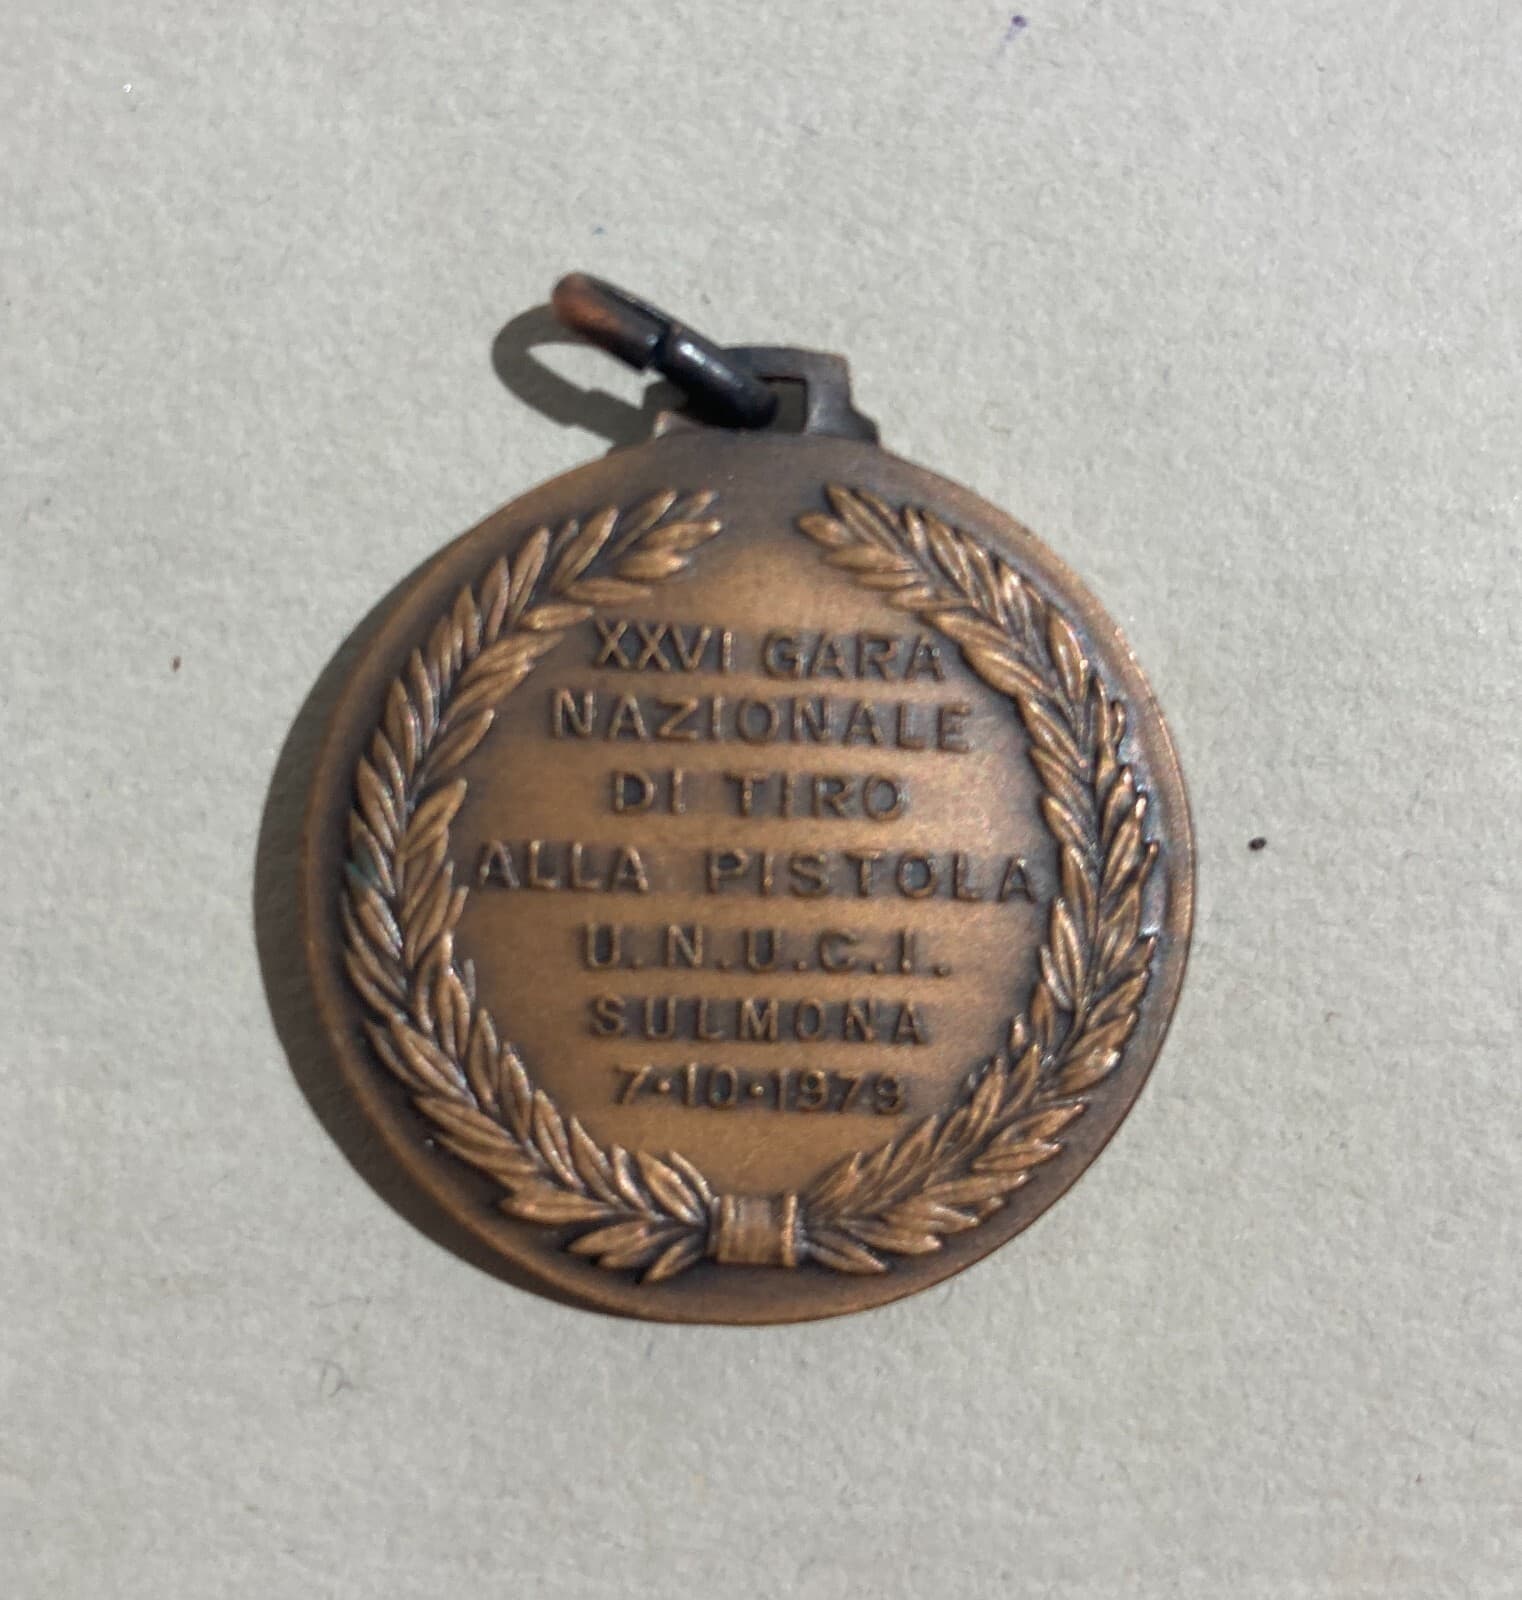 XXVI GARA
NAZIONALE
DI TIRO
ALLA PISTOLA
U.N.U.C.I.
SULMONA
7·10·1979